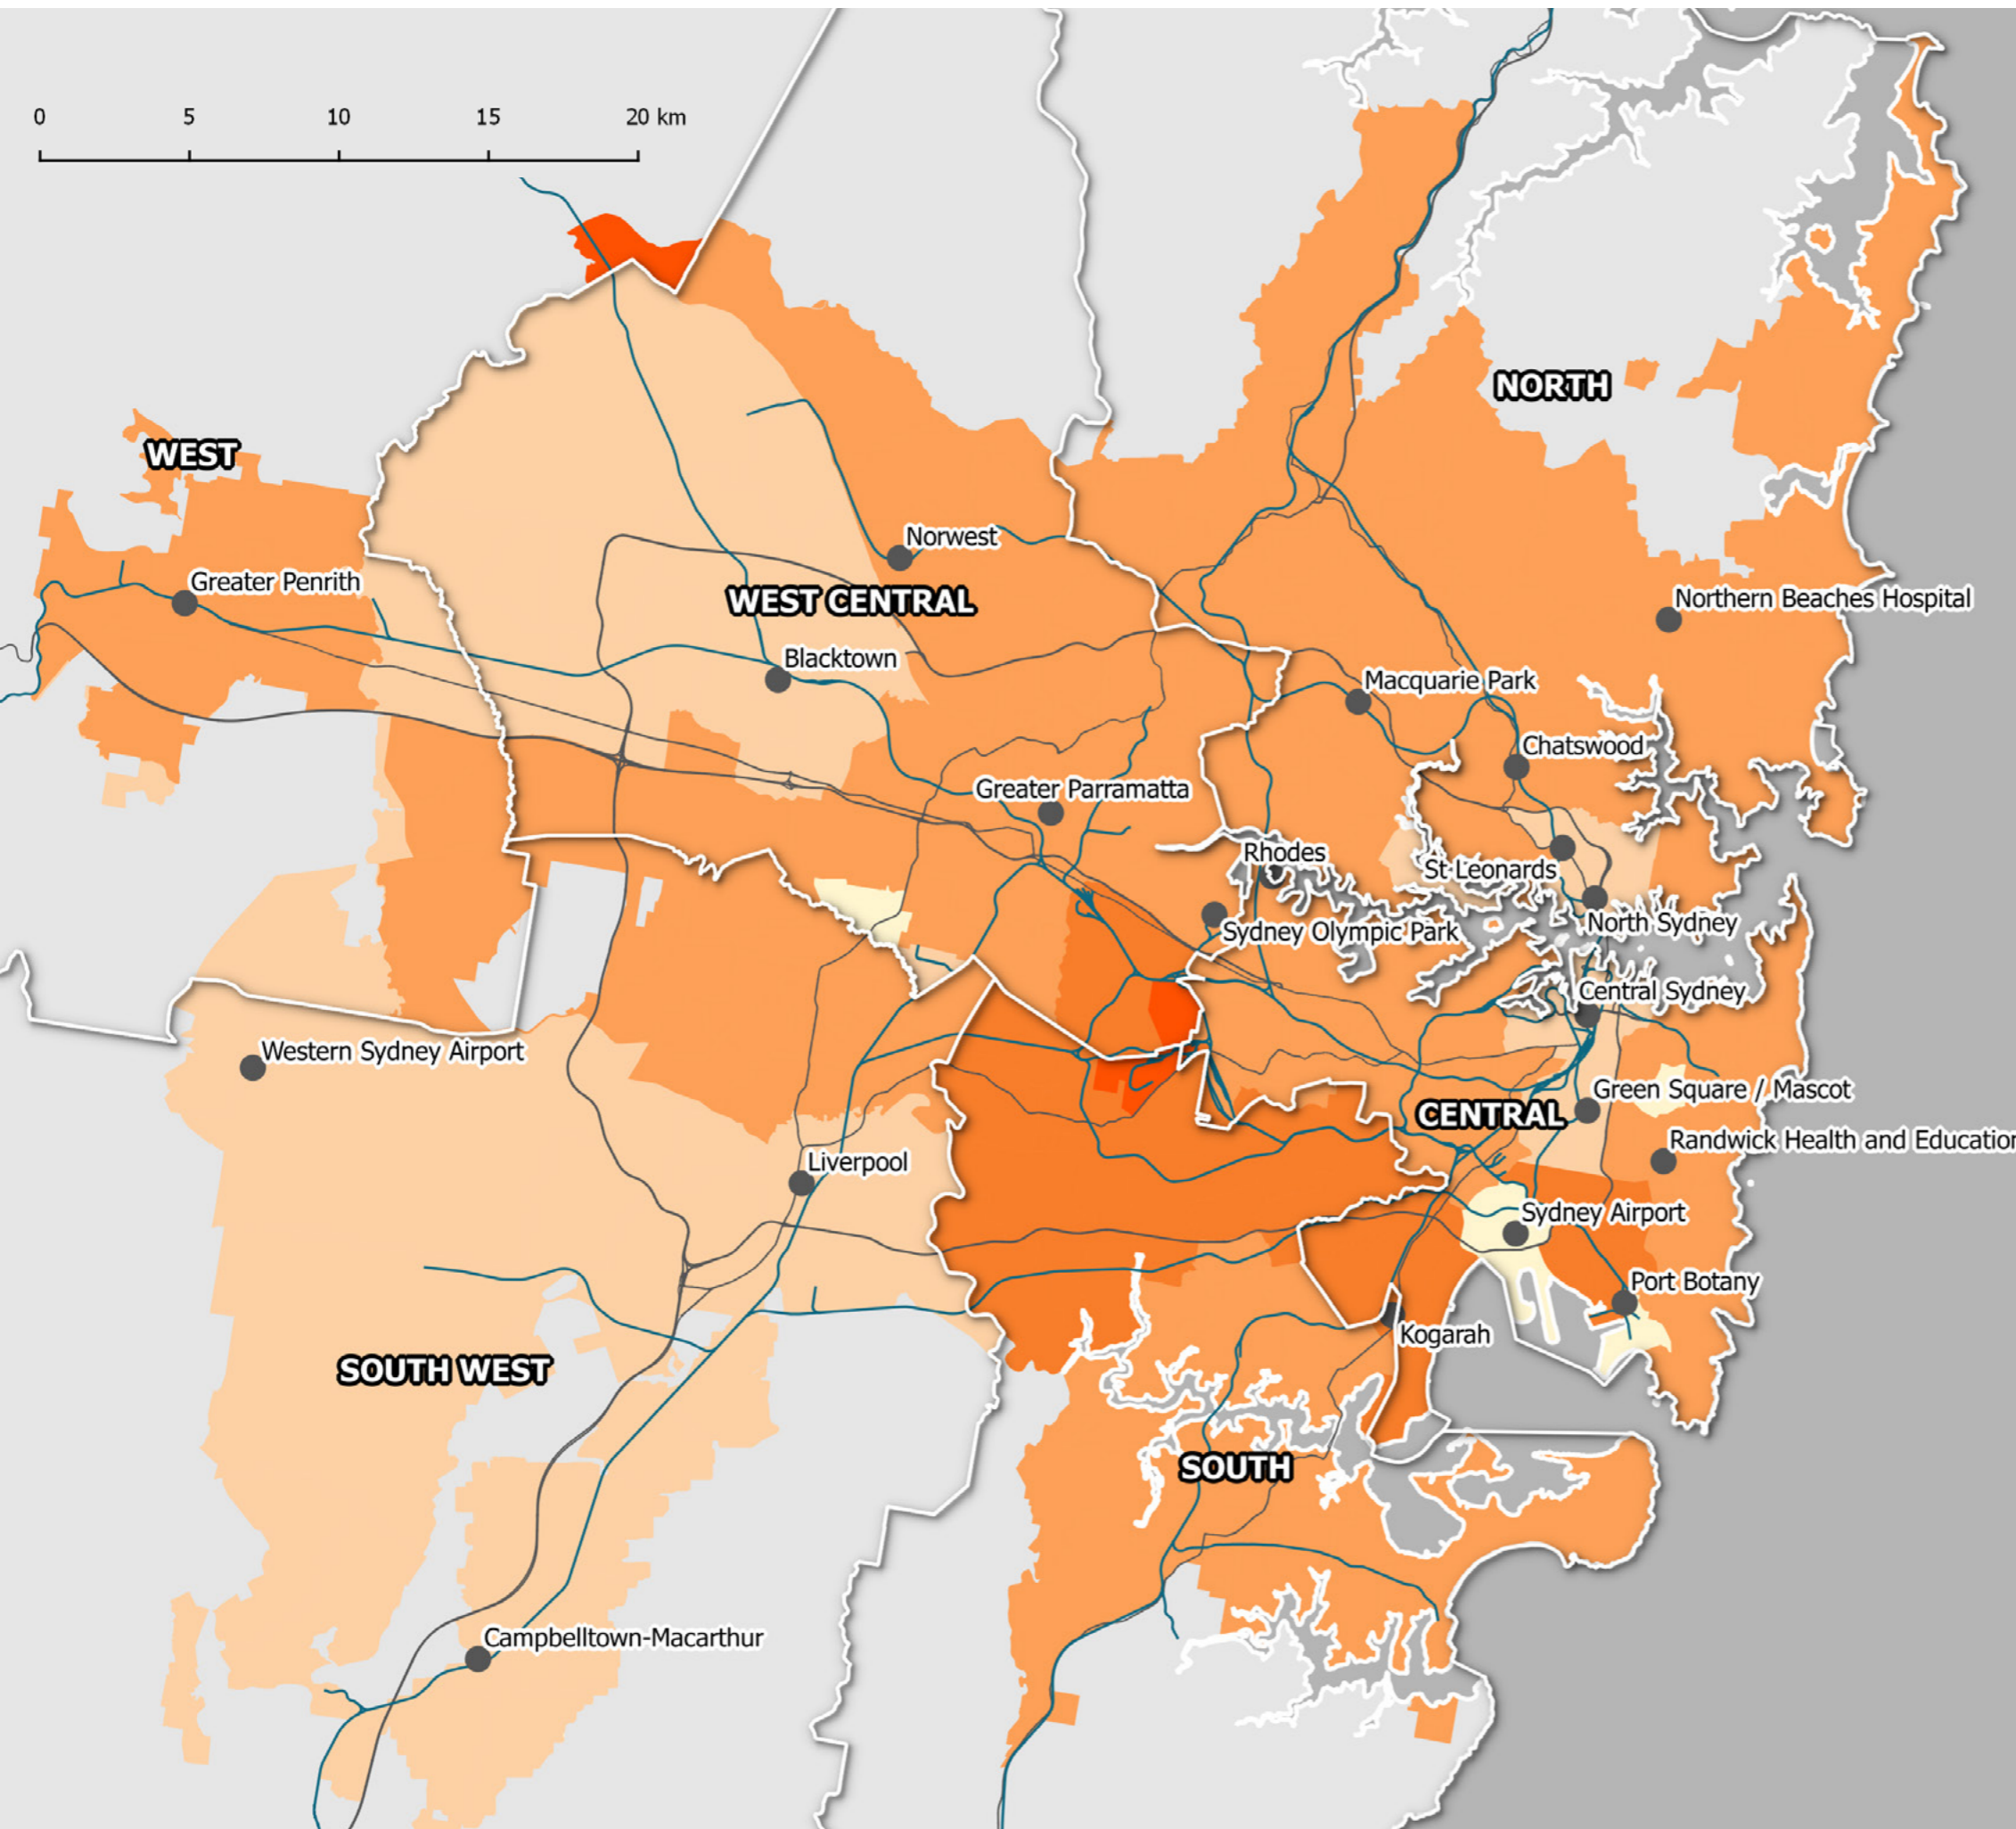 0 5 10 15 20 km
NORTH
WEST
Norwest
Greater Penrith
WEST CENTRAL
Northern Beaches Hospital
Blacktown
Macquarie Park
Chatswood
Greater Parramatta
Rhodes
St Leonards
North Sydney
Sydney Olympic Park
Central Sydney
Western Sydney Airport
Green Square / Mascot
CENTRAL
Randwick Health and Education
Liverpool
Sydney Airport
Port Botany
Kogarah
SOUTH WEST
SOUTH
Campbelltown-Macarthur